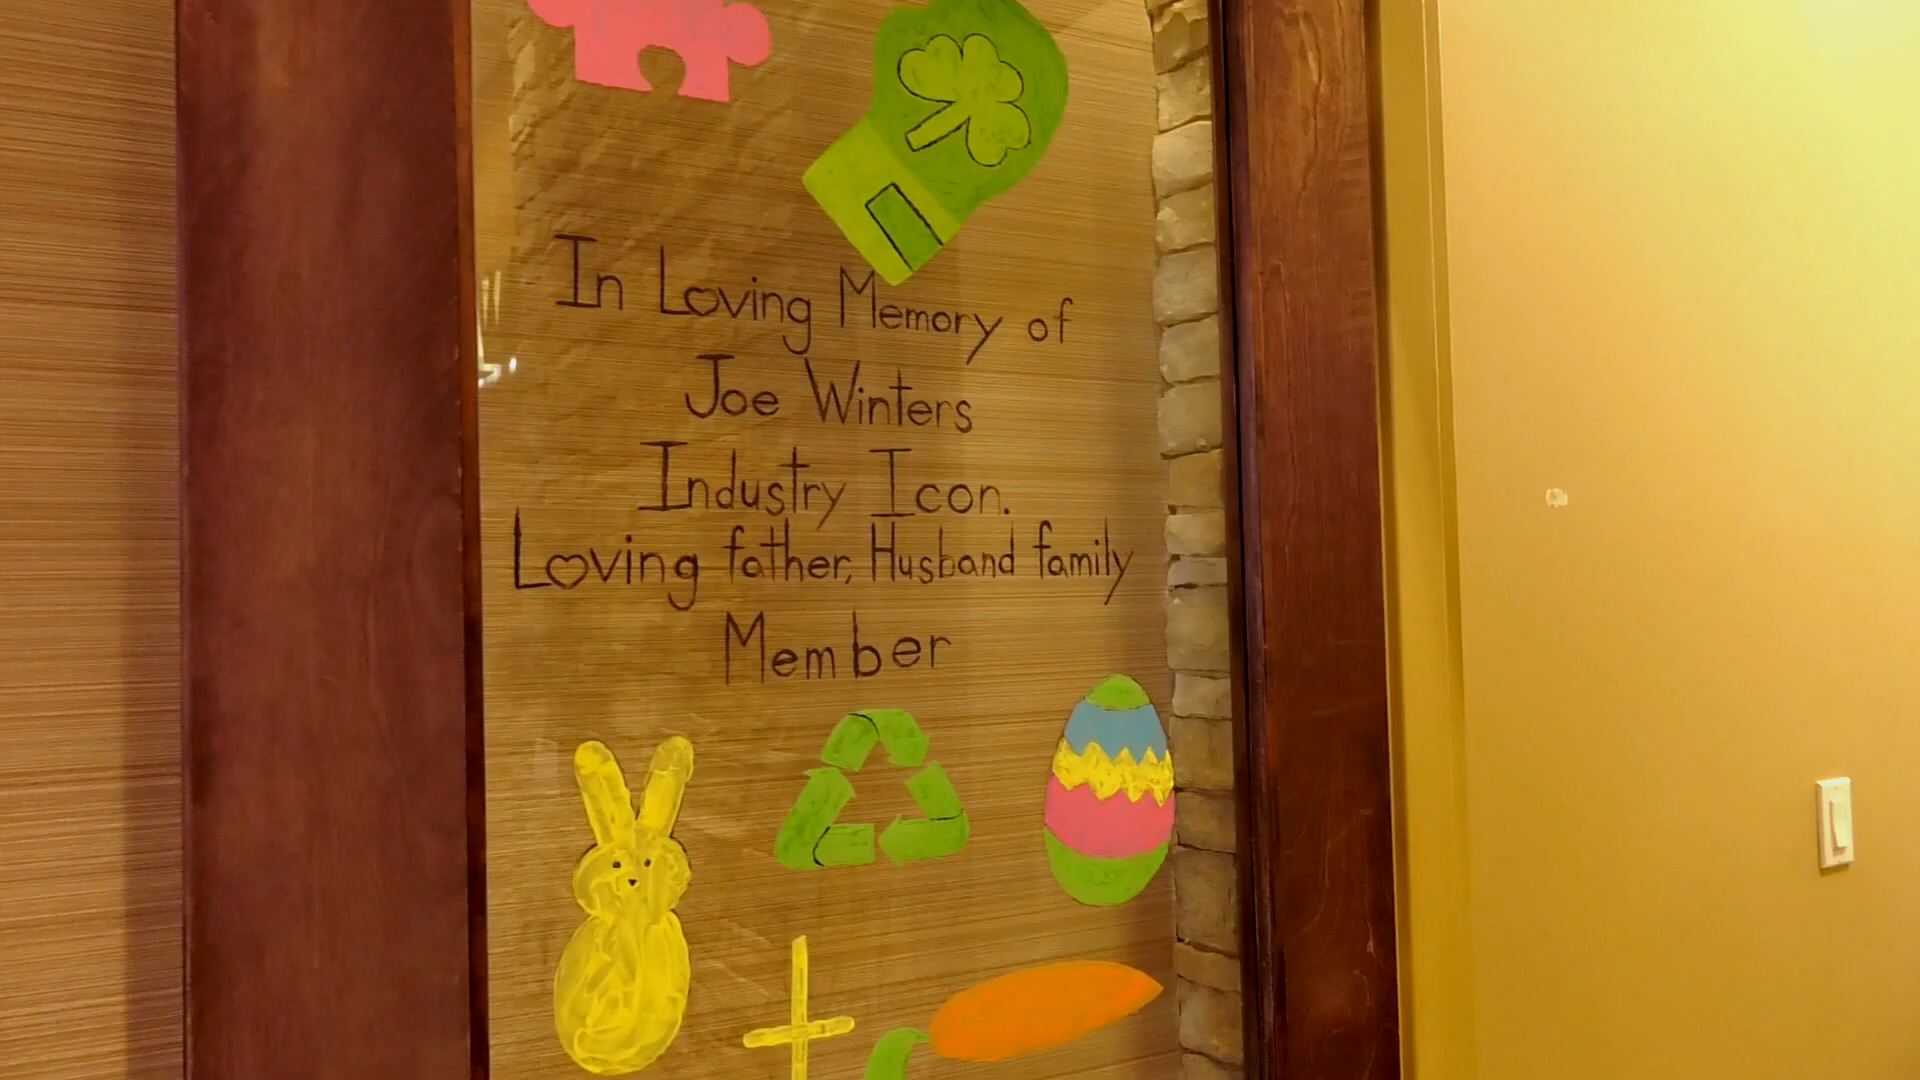 In Loving Memory of
Joe Winters
Industry Icon.
Loving father, Husband family
Member